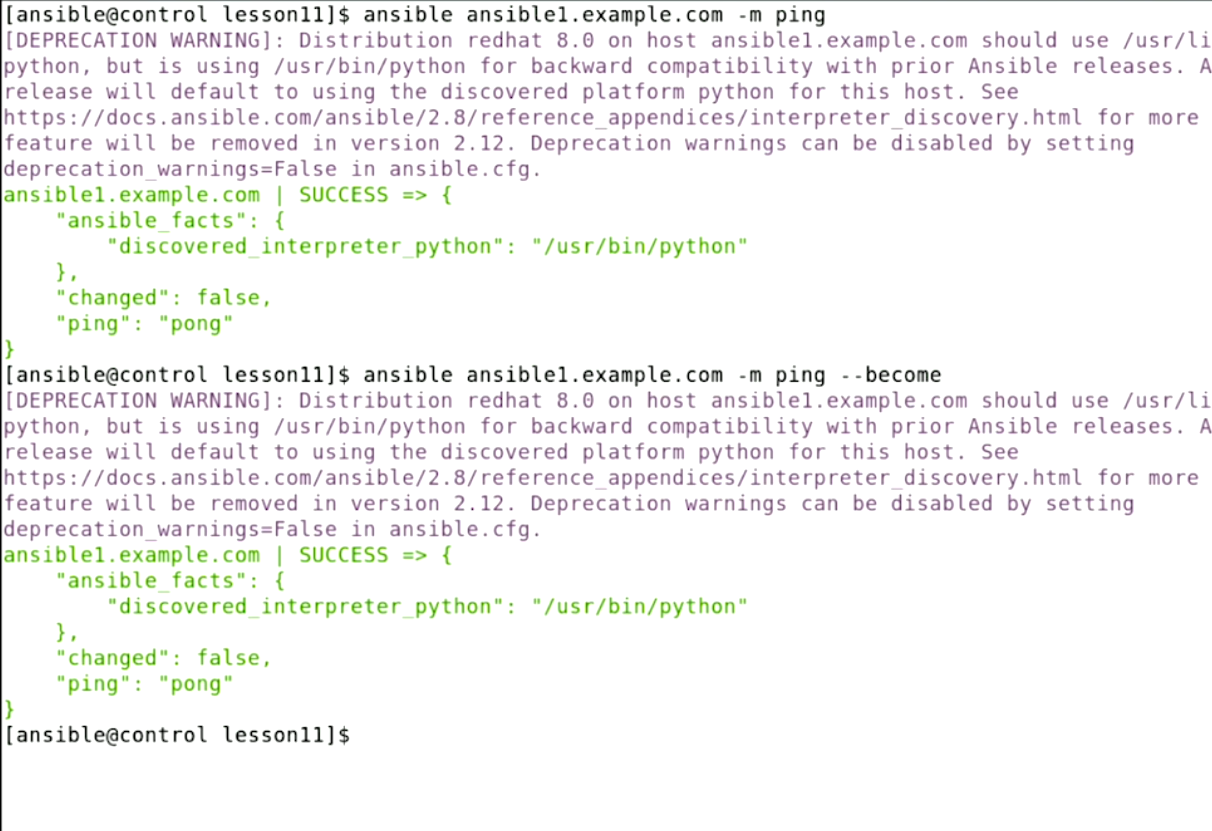 [ansible@control lesson11]$ ansible ansible1.example.com -m ping
[DEPRECATION WARNING]: Distribution redhat 8.0 on host ansible1.example.com should use /usr/li
python, but is using /usr/bin/python for backward compatibility with prior Ansible releases. A
release will default to using the discovered platform python for this host. See
https://docs.ansible.com/ansible/2.8/reference_appendices/interpreter_discovery.html for more
feature will be removed in version 2.12. Deprecation warnings can be disabled by setting
deprecation_warnings=False in ansible.cfg.
ansible1.example.com | SUCCESS => {
    "ansible_facts": {
        "discovered_interpreter_python": "/usr/bin/python"
    },
    "changed": false,
    "ping": "pong"
}
[ansible@control lesson11]$ ansible ansible1.example.com -m ping --become
[DEPRECATION WARNING]: Distribution redhat 8.0 on host ansible1.example.com should use /usr/li
python, but is using /usr/bin/python for backward compatibility with prior Ansible releases. A
release will default to using the discovered platform python for this host. See
https://docs.ansible.com/ansible/2.8/reference_appendices/interpreter_discovery.html for more
feature will be removed in version 2.12. Deprecation warnings can be disabled by setting
deprecation_warnings=False in ansible.cfg.
ansible1.example.com | SUCCESS => {
    "ansible_facts": {
        "discovered_interpreter_python": "/usr/bin/python"
    },
    "changed": false,
    "ping": "pong"
}
[ansible@control lesson11]$